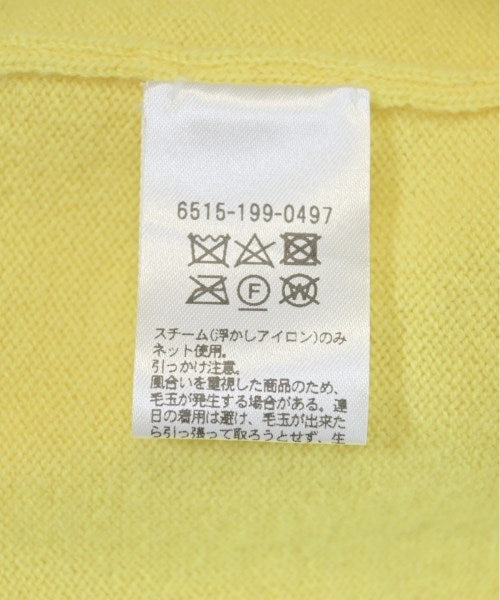 6515-199-0497
F W
スチーム(浮かしアイロン)のみ
ネット使用。
引っかけ注意。
風合いを重視した商品のため、
毛玉が発生する場合がある。連
日の着用は避け、毛玉が出来た
ら引っ張って取ろうとせず、生